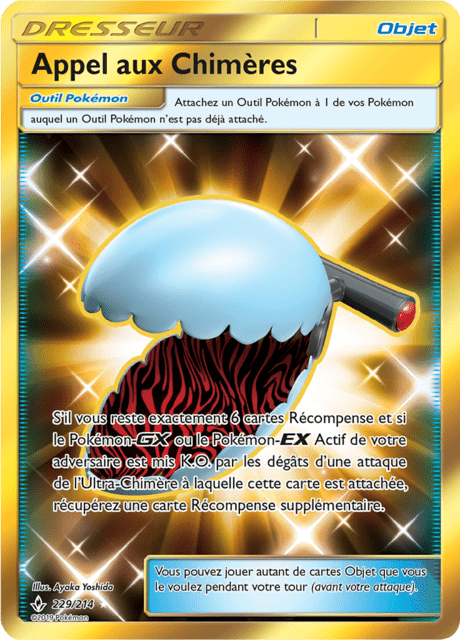 DRESSEUR
Objet
Appel aux Chimères
Outil Pokémon
Attachez un Outil Pokémon à 1 de vos Pokémon
auquel un Outil Pokémon n'est pas déjà attaché.
S'il vous reste exactement 6 cartes Récompense et si
le Pokémon-GX ou le Pokémon-EX Actif de votre
adversaire est mis K.O. par les dégâts d'une attaque
de l'Ultra-Chimère à laquelle cette carte est attachée,
récupérez une carte Récompense supplémentaire.
Vous pouvez jouer autant de cartes Objet que vous
le voulez pendant votre tour (avant votre attaque).
Illus. Ayaka Yoshida
229/214
©2019 Pokémon